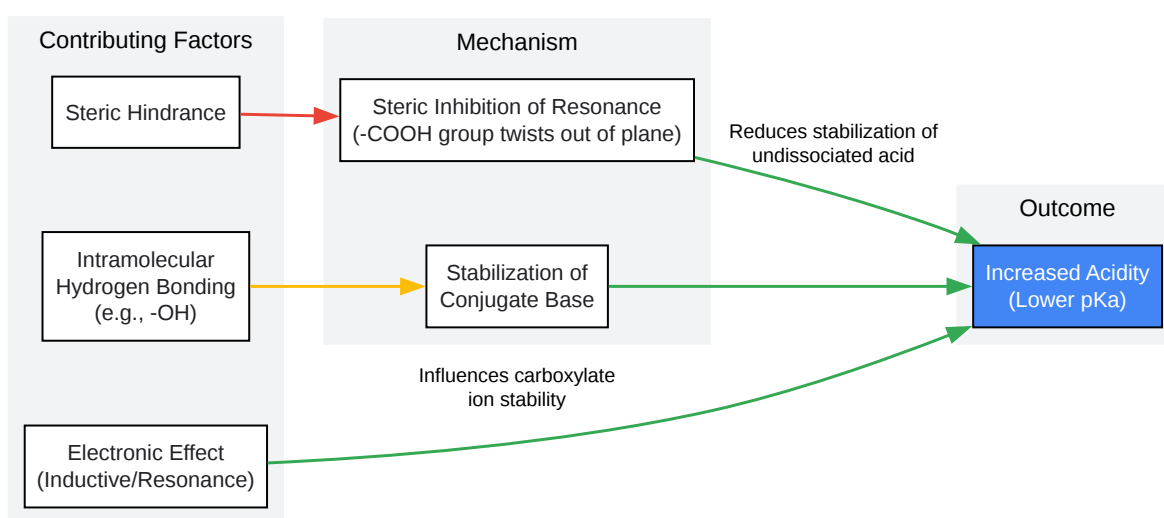 Contributing Factors
Steric Hindrance
Intramolecular
Hydrogen Bonding
(e.g., -OH)
Electronic Effect
(Inductive/Resonance)
Mechanism
Steric Inhibition of Resonance
(-COOH group twists out of plane)
Stabilization of
Conjugate Base
Reduces stabilization of
undissociated acid
Influences carboxylate
ion stability
Outcome
Increased Acidity
(Lower pKa)